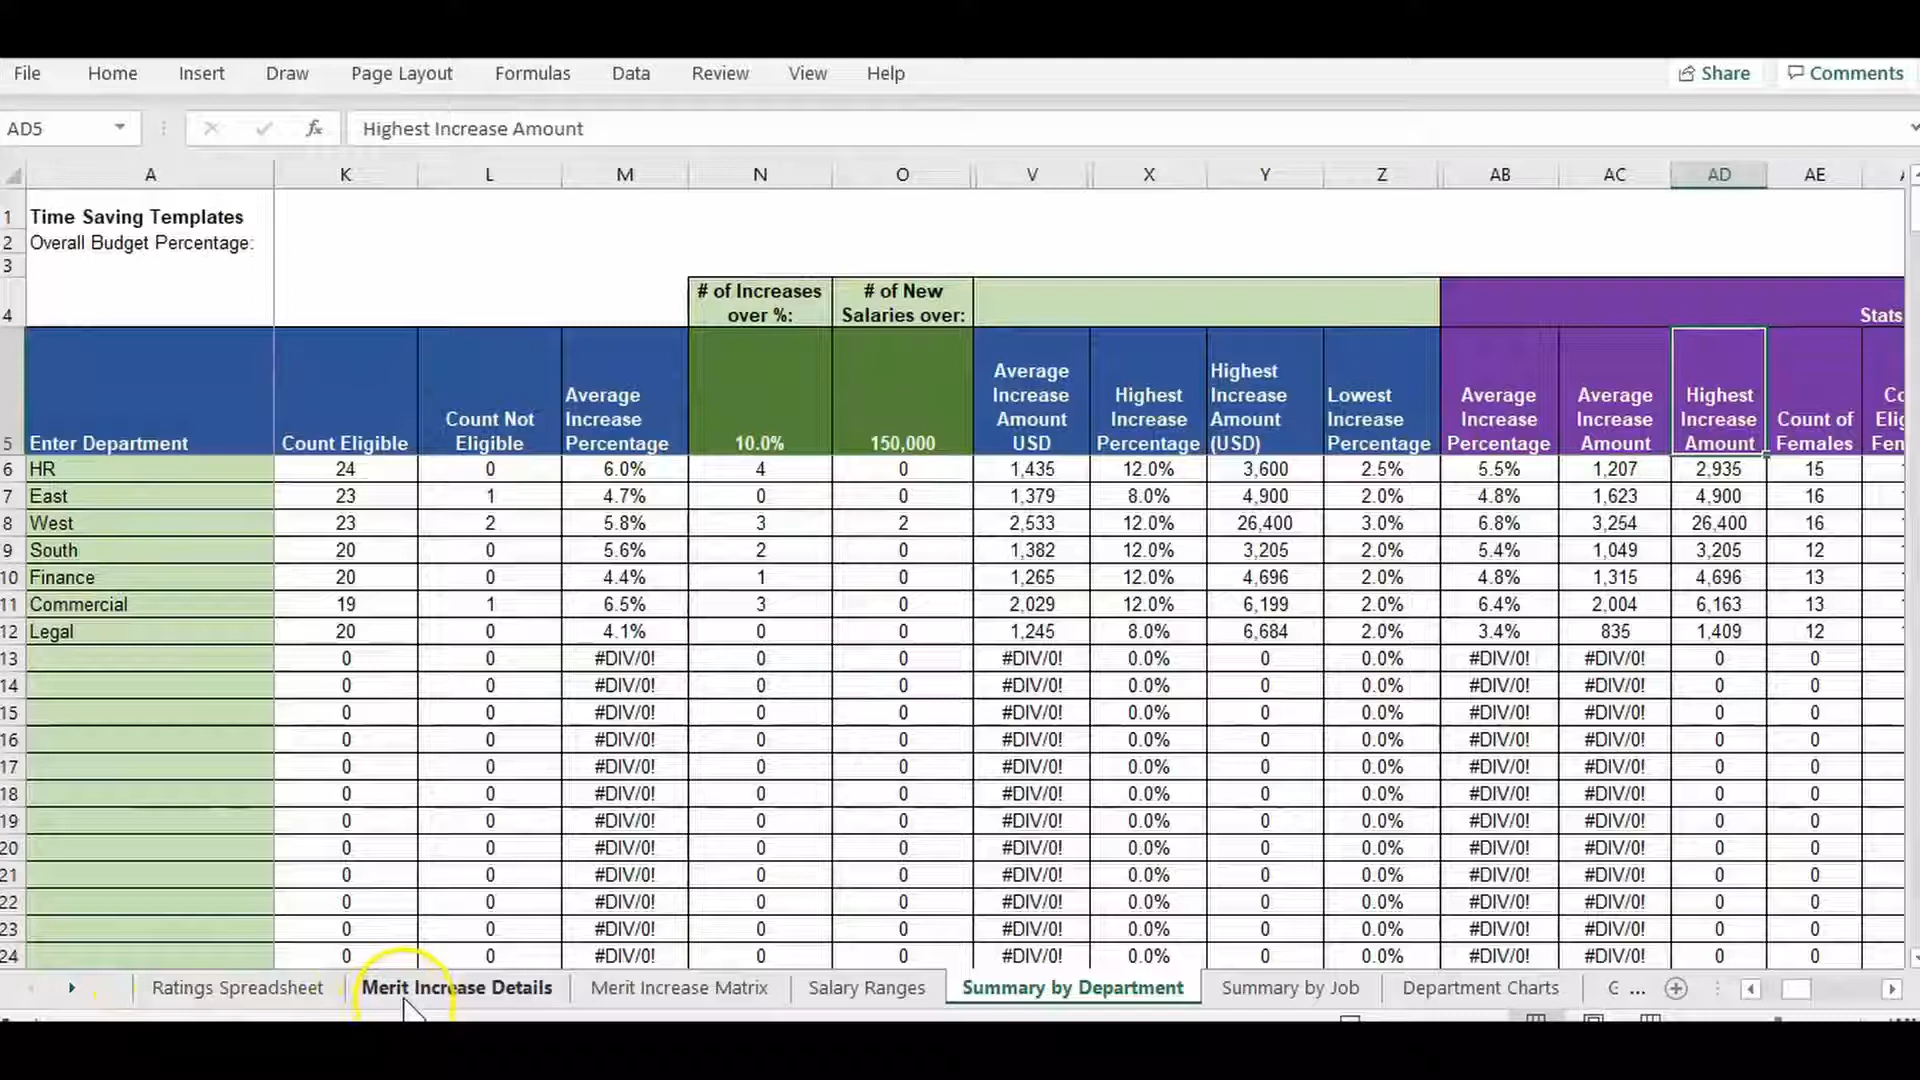 File Home Insert Draw Page Layout Formulas Data Review View Help Share Comments
AD5 fx Highest Increase Amount
A K L M N O V X Y Z AB AC AD AE
1 Time Saving Templates
2 Overall Budget Percentage:
3
4 # of Increases over %: # of New Salaries over: Stats
5 Enter Department Count Eligible Count Not Eligible Average Increase Percentage 10.0% 150,000 Average Increase Amount USD Highest Increase Percentage Highest Increase Amount (USD) Lowest Increase Percentage Average Increase Percentage Average Increase Amount Highest Increase Amount Count of Females
6 HR 24 0 6.0% 4 0 1,435 12.0% 3,600 2.5% 5.5% 1,207 2,935 15
7 East 23 1 4.7% 0 0 1,379 8.0% 4,900 2.0% 4.8% 1,623 4,900 16
8 West 23 2 5.8% 3 2 2,533 12.0% 26,400 3.0% 6.8% 3,254 26,400 16
9 South 20 0 5.6% 2 0 1,382 12.0% 3,205 2.0% 5.4% 1,049 3,205 12
10 Finance 20 0 4.4% 1 0 1,265 12.0% 4,696 2.0% 4.8% 1,315 4,696 13
11 Commercial 19 1 6.5% 3 0 2,029 12.0% 6,199 2.0% 6.4% 2,004 6,163 13
12 Legal 20 0 4.1% 0 0 1,245 8.0% 6,684 2.0% 3.4% 835 1,409 12
13 0 0 #DIV/0! 0 0 #DIV/0! 0.0% 0 0.0% #DIV/0! #DIV/0! 0 0
14 0 0 #DIV/0! 0 0 #DIV/0! 0.0% 0 0.0% #DIV/0! #DIV/0! 0 0
15 0 0 #DIV/0! 0 0 #DIV/0! 0.0% 0 0.0% #DIV/0! #DIV/0! 0 0
16 0 0 #DIV/0! 0 0 #DIV/0! 0.0% 0 0.0% #DIV/0! #DIV/0! 0 0
17 0 0 #DIV/0! 0 0 #DIV/0! 0.0% 0 0.0% #DIV/0! #DIV/0! 0 0
18 0 0 #DIV/0! 0 0 #DIV/0! 0.0% 0 0.0% #DIV/0! #DIV/0! 0 0
19 0 0 #DIV/0! 0 0 #DIV/0! 0.0% 0 0.0% #DIV/0! #DIV/0! 0 0
20 0 0 #DIV/0! 0 0 #DIV/0! 0.0% 0 0.0% #DIV/0! #DIV/0! 0 0
21 0 0 #DIV/0! 0 0 #DIV/0! 0.0% 0 0.0% #DIV/0! #DIV/0! 0 0
22 0 0 #DIV/0! 0 0 #DIV/0! 0.0% 0 0.0% #DIV/0! #DIV/0! 0 0
23 0 0 #DIV/0! 0 0 #DIV/0! 0.0% 0 0.0% #DIV/0! #DIV/0! 0 0
24 0 0 #DIV/0! 0 0 #DIV/0! 0.0% 0 0.0% #DIV/0! #DIV/0! 0 0
Ratings Spreadsheet Merit Increase Details Merit Increase Matrix Salary Ranges Summary by Department Summary by Job Department Charts ...